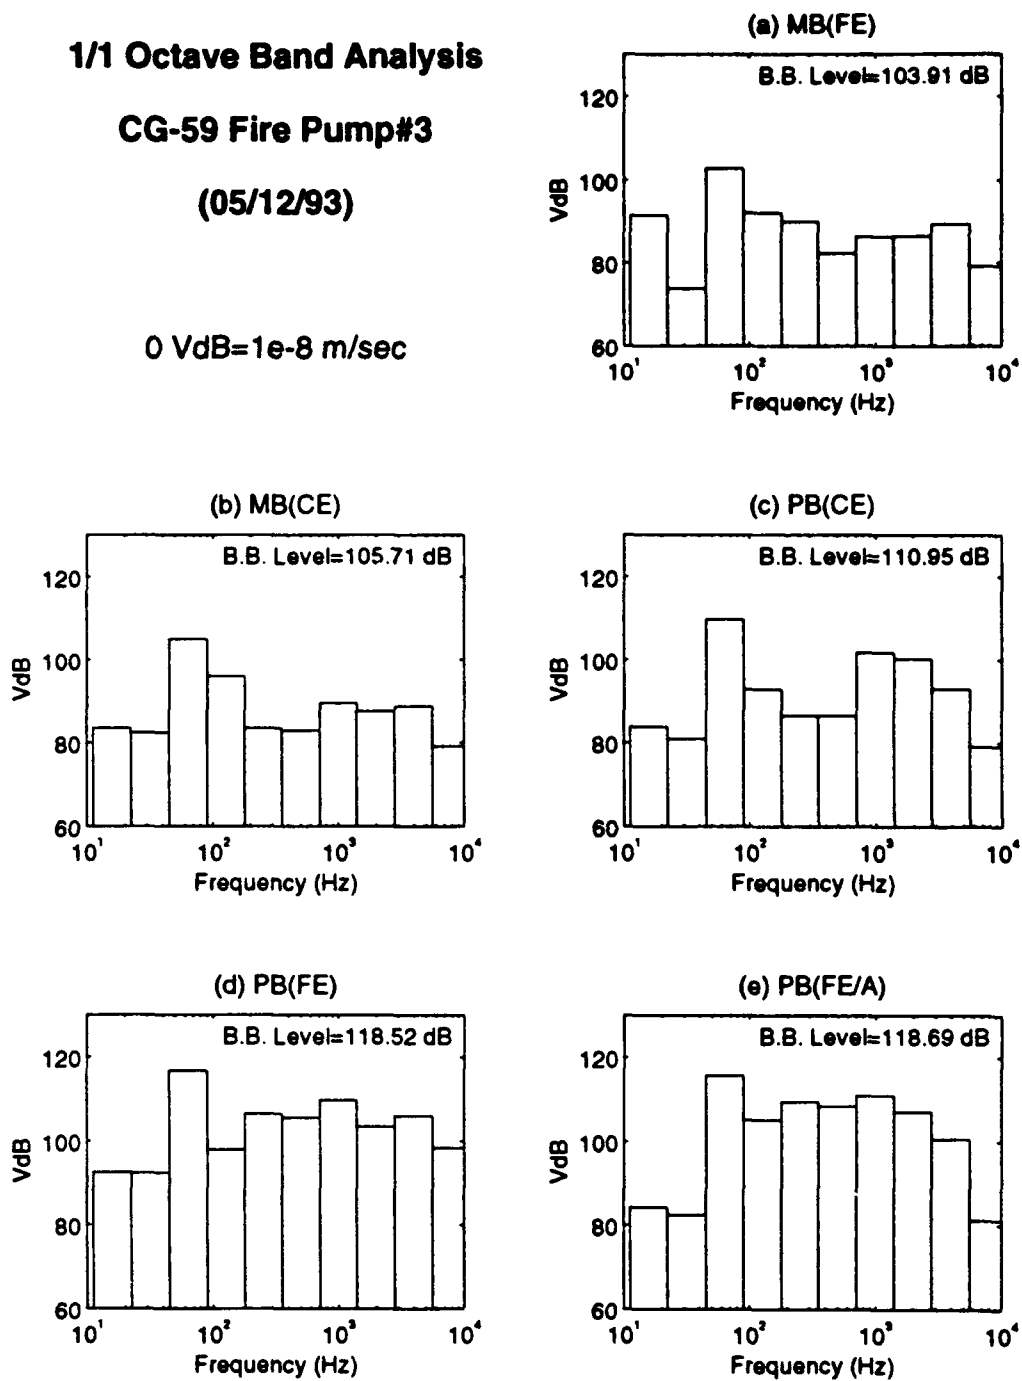 1/1 Octave Band Analysis
CG-59 Fire Pump#3
(05/12/93)
0 VdB=1e-8 m/sec
(a) MB(FE)
B.B. Level=103.91 dB
VdB
120
100
80
60
10¹ 10² 10³ 10⁴
Frequency (Hz)
(b) MB(CE)
B.B. Level=105.71 dB
VdB
120
100
80
60
10¹ 10² 10³ 10⁴
Frequency (Hz)
(c) PB(CE)
B.B. Level=110.95 dB
VdB
120
100
80
60
10¹ 10² 10³ 10⁴
Frequency (Hz)
(d) PB(FE)
B.B. Level=118.52 dB
VdB
120
100
80
60
10¹ 10² 10³ 10⁴
Frequency (Hz)
(e) PB(FE/A)
B.B. Level=118.69 dB
VdB
120
100
80
60
10¹ 10² 10³ 10⁴
Frequency (Hz)